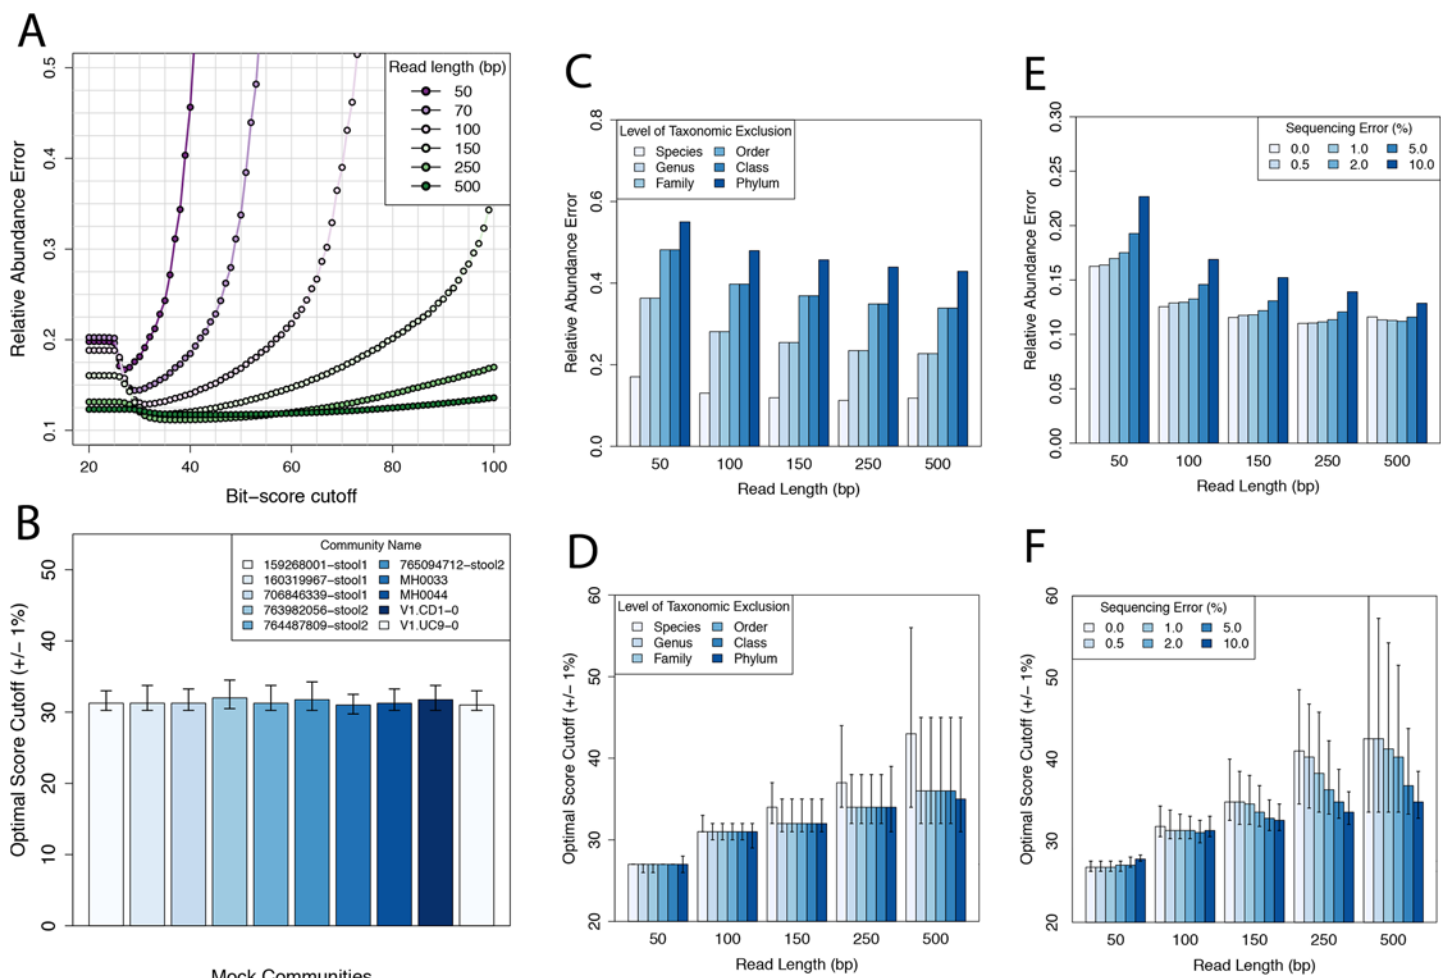 A
Relative Abundance Error
0.5
0.4
0.3
0.2
0.1
Read length (bp)
50
70
100
150
250
500
20 40 60 80 100
Bit-score cutoff
B
Optimal Score Cutoff (+/- 1%)
50
40
30
20
10
0
Community Name
159268001-stool1 765094712-stool2
160319967-stool1 MH0033
706846339-stool1 MH0044
763982056-stool2 V1.CD1-0
764487809-stool2 V1.UC9-0
Mock Communities
C
Relative Abundance Error
0.8
0.6
0.4
0.2
0.0
Level of Taxonomic Exclusion
Species Order
Genus Class
Family Phylum
50 100 150 250 500
Read Length (bp)
D
Optimal Score Cutoff (+/- 1%)
60
50
40
30
20
Level of Taxonomic Exclusion
Species Order
Genus Class
Family Phylum
50 100 150 250 500
Read Length (bp)
E
Relative Abundance Error
0.30
0.25
0.20
0.15
0.10
0.05
0.00
Sequencing Error (%)
0.0 1.0 5.0
0.5 2.0 10.0
50 100 150 250 500
Read Length (bp)
F
Optimal Score Cutoff (+/- 1%)
60
50
40
30
20
Sequencing Error (%)
0.0 1.0 5.0
0.5 2.0 10.0
50 100 150 250 500
Read Length (bp)